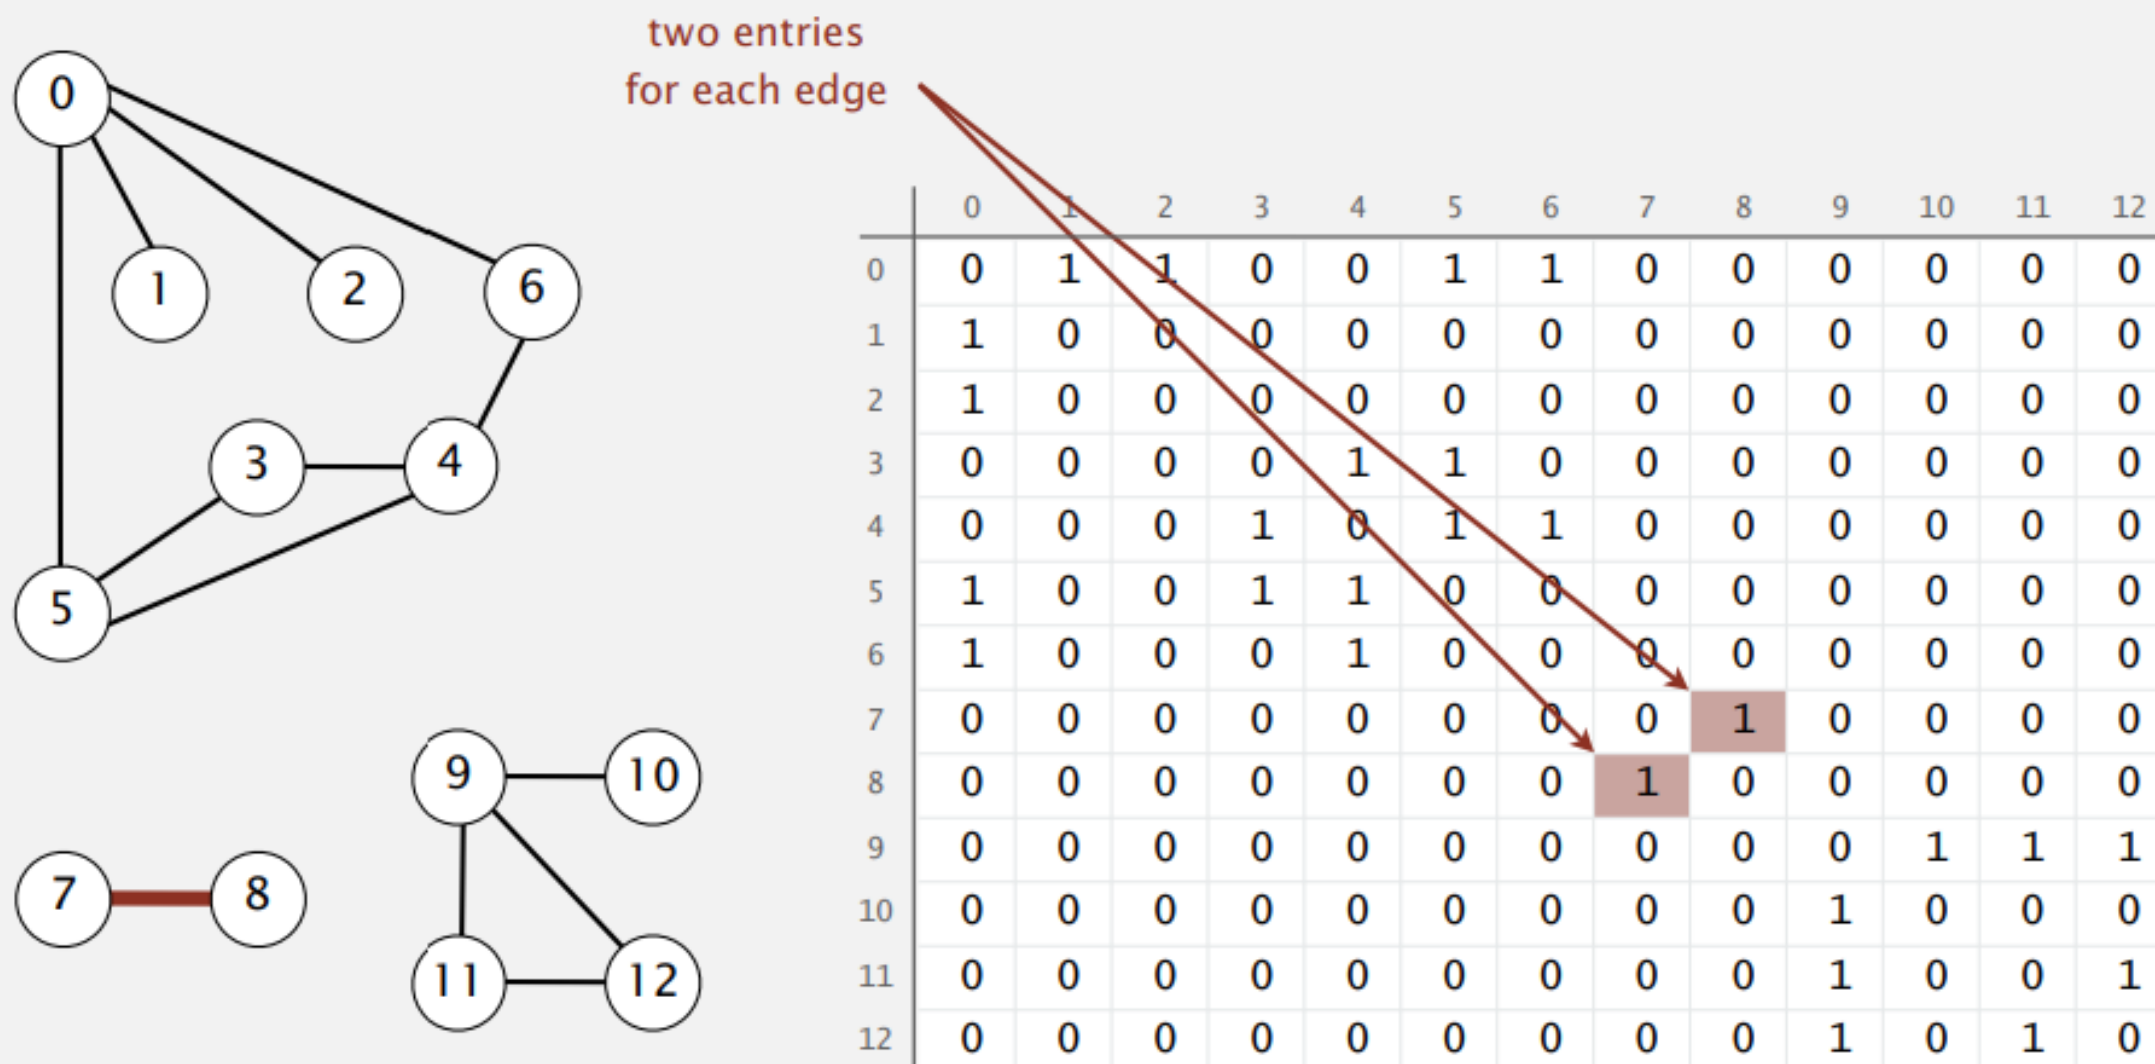 two entries
for each edge
0
1
2
6
3
4
5
9
10
7
8
11
12
0 1 2 3 4 5 6 7 8 9 10 11 12
0 0 1 1 0 0 1 1 0 0 0 0 0 0
1 1 0 0 0 0 0 0 0 0 0 0 0 0
2 1 0 0 0 0 0 0 0 0 0 0 0 0
3 0 0 0 0 1 1 0 0 0 0 0 0 0
4 0 0 0 1 0 1 1 0 0 0 0 0 0
5 1 0 0 1 1 0 0 0 0 0 0 0 0
6 1 0 0 0 1 0 0 0 0 0 0 0 0
7 0 0 0 0 0 0 0 0 1 0 0 0 0
8 0 0 0 0 0 0 0 1 0 0 0 0 0
9 0 0 0 0 0 0 0 0 0 0 1 1 1
10 0 0 0 0 0 0 0 0 0 1 0 0 0
11 0 0 0 0 0 0 0 0 0 1 0 0 1
12 0 0 0 0 0 0 0 0 0 1 0 1 0